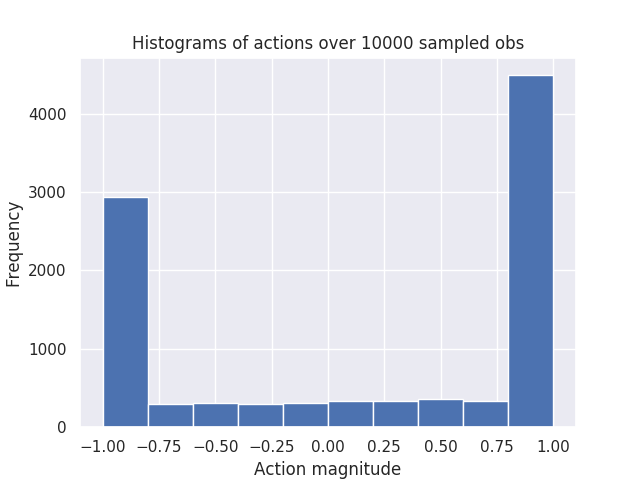 Histograms of actions over 10000 sampled obs
4000
3000
2000
1000
0
Frequency
−1.00 −0.75 −0.50 −0.25 0.00 0.25 0.50 0.75 1.00
Action magnitude